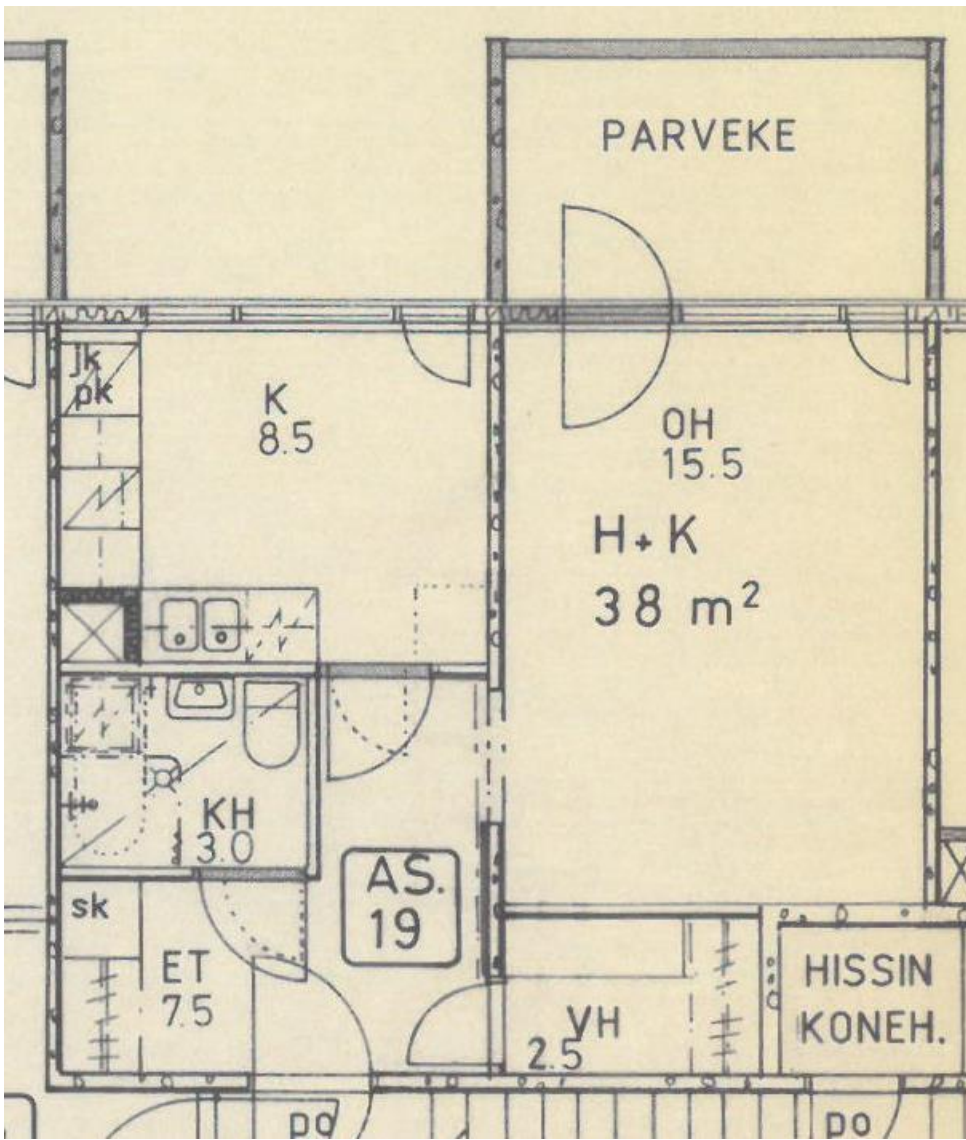 PARVEKE
jk
pk
K
8.5
OH
15.5
H+K
38 m²
KH
3.0
AS.
19
sk
ET
7.5
VH
2.5
HISSIN
KONEH.
po
po